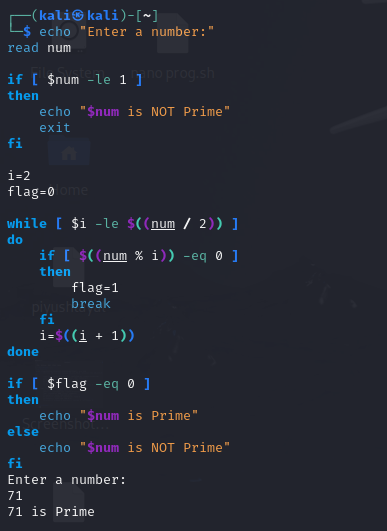 ┌──(kali㉿kali)-[~]
└─$ echo "Enter a number:"
read num

if [ $num -le 1 ]
then
    echo "$num is NOT Prime"
    exit
fi

i=2
flag=0

while [ $i -le $((num / 2)) ]
do
    if [ $((num % i)) -eq 0 ]
    then
        flag=1
        break
    fi
    i=$((i + 1))
done

if [ $flag -eq 0 ]
then
    echo "$num is Prime"
else
    echo "$num is NOT Prime"
fi
Enter a number:
71
71 is Prime